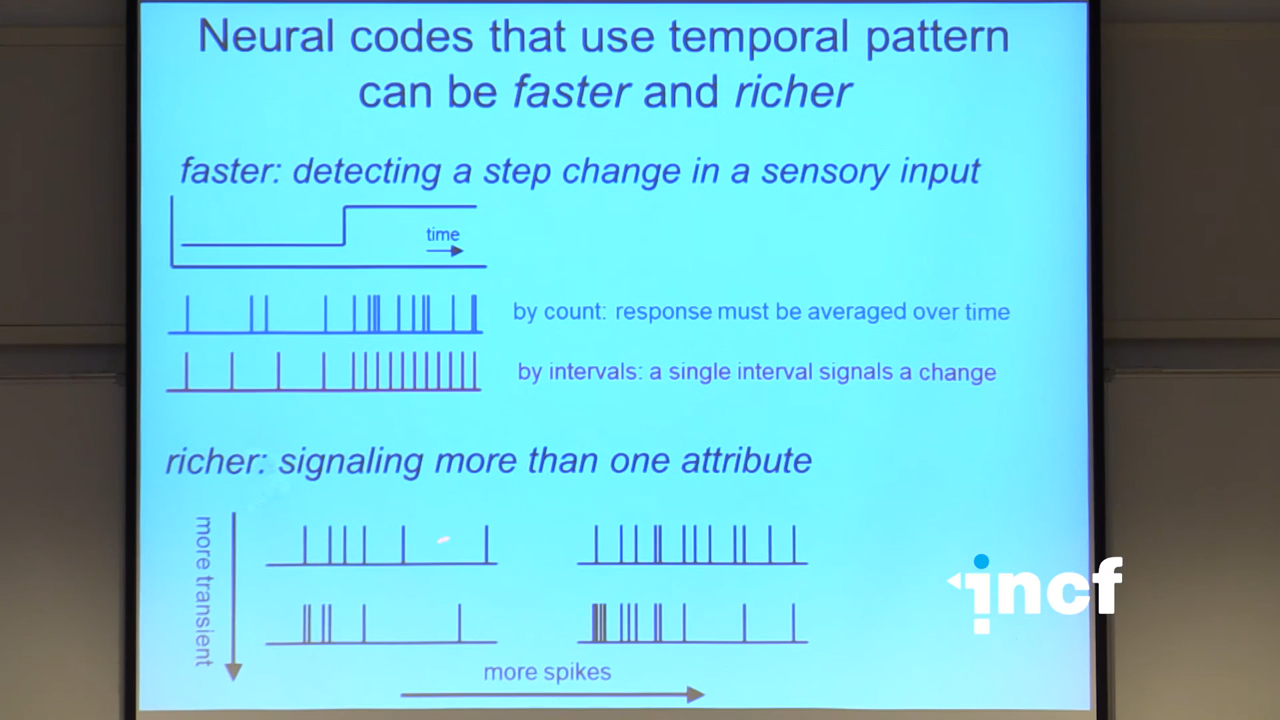 Neural codes that use temporal pattern
can be faster and richer
faster: detecting a step change in a sensory input
time
by count: response must be averaged over time
by intervals: a single interval signals a change
richer: signaling more than one attribute
more transient
more spikes
incf